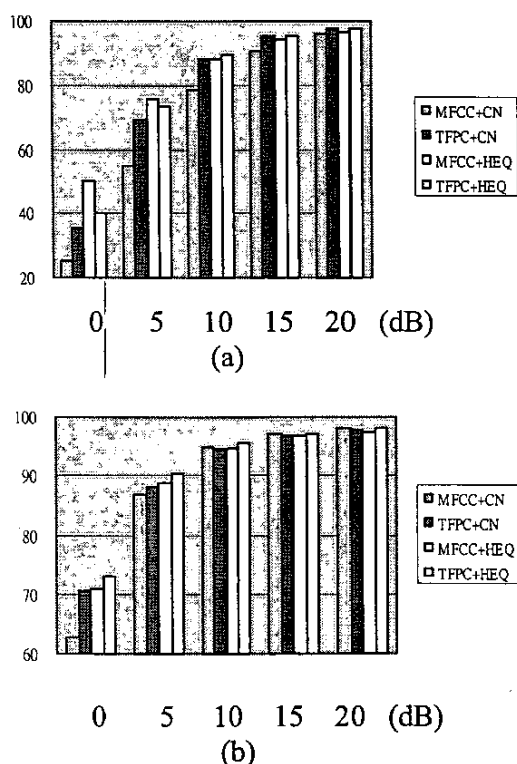 100
80
60
40
20
0 5 10 15 20 (dB)
(a)
MFCC+CN
TFPC+CN
MFCC+HEQ
TFPC+HEQ
100
90
80
70
60
0 5 10 15 20 (dB)
(b)
MFCC+CN
TFPC+CN
MFCC+HEQ
TFPC+HEQ